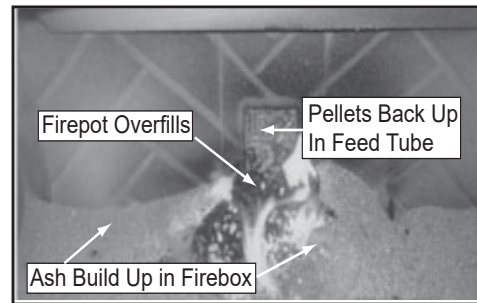 Firepot Overfills
Pellets Back Up
In Feed Tube
Ash Build Up in Firebox